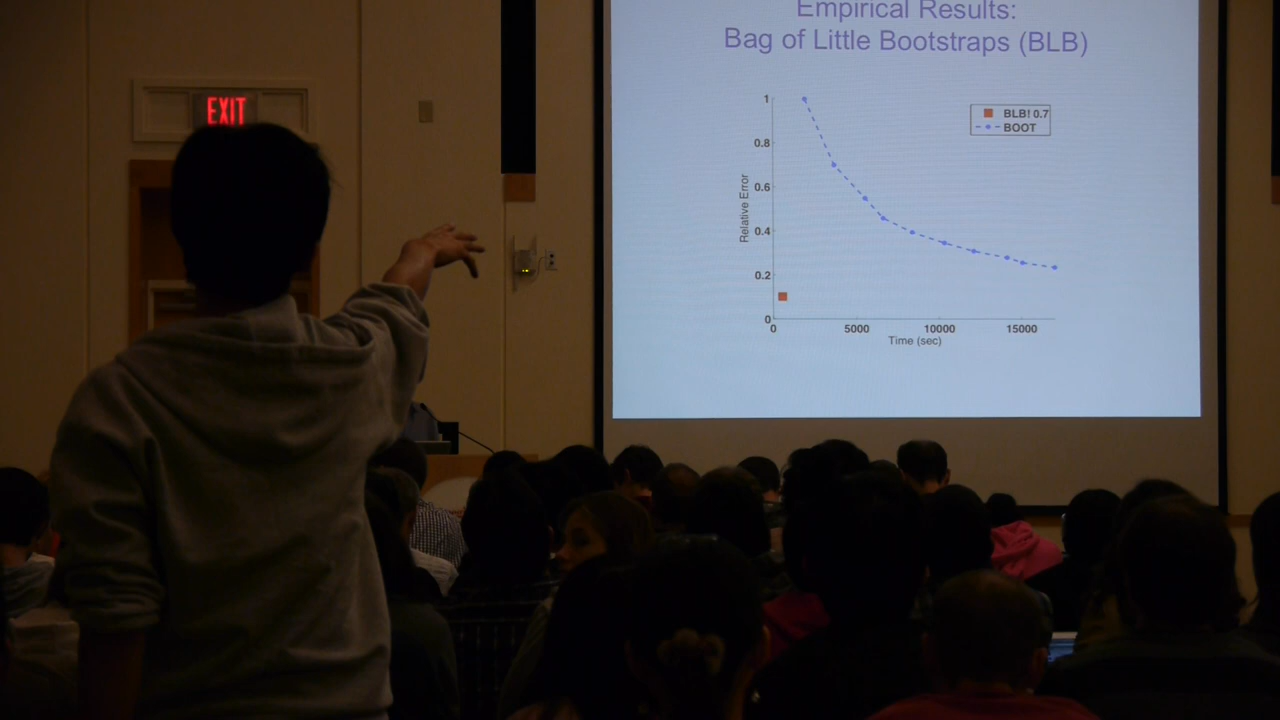 Empirical Results:
Bag of Little Bootstraps (BLB)
EXIT
1
0.8
0.6
0.4
0.2
0
Relative Error
BLB! 0.7
BOOT
0
5000
10000
15000
Time (sec)